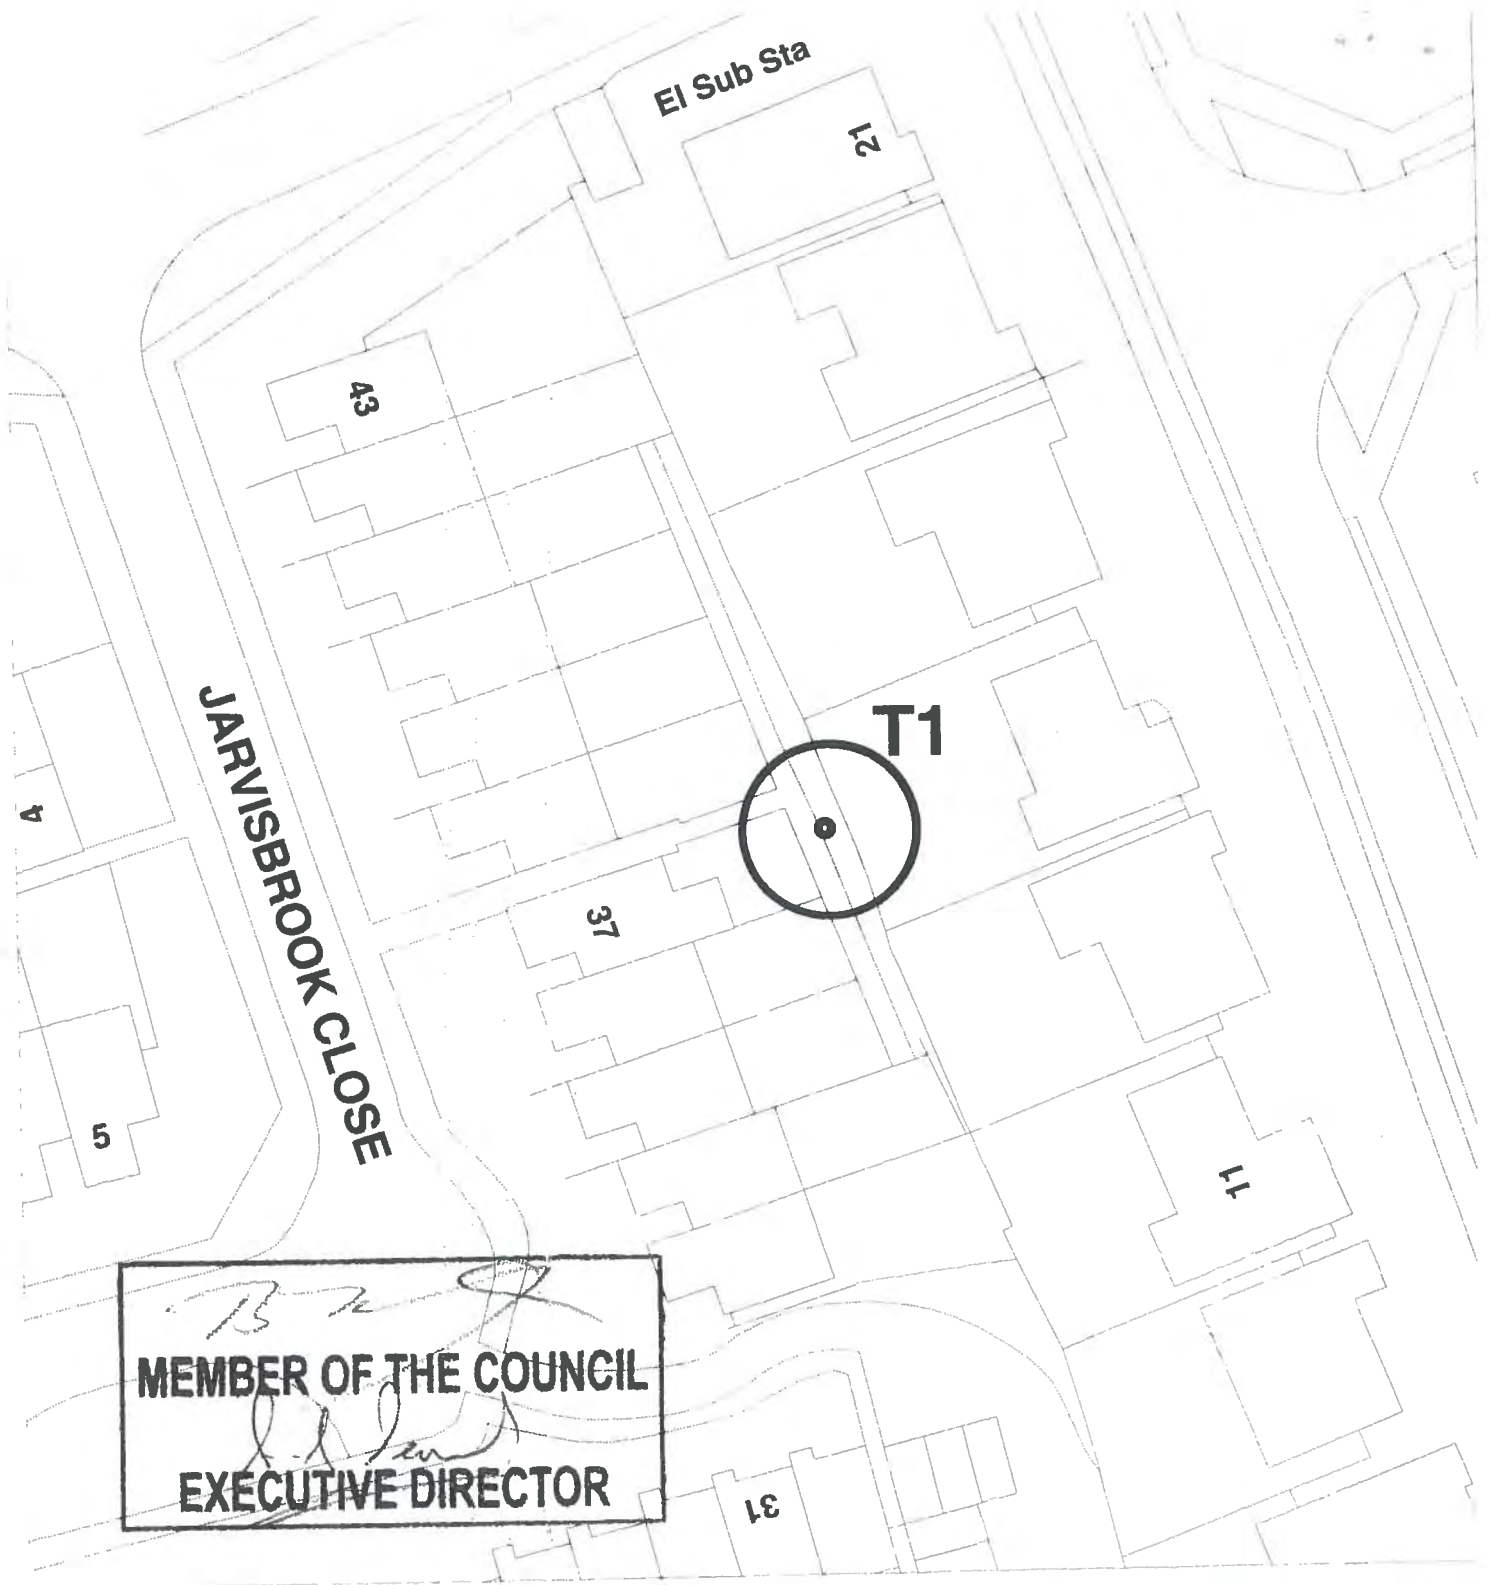 El Sub Sta
21
43
T1
JARVISBROOK CLOSE
4
37
5
11
MEMBER OF THE COUNCIL
EXECUTIVE DIRECTOR
31